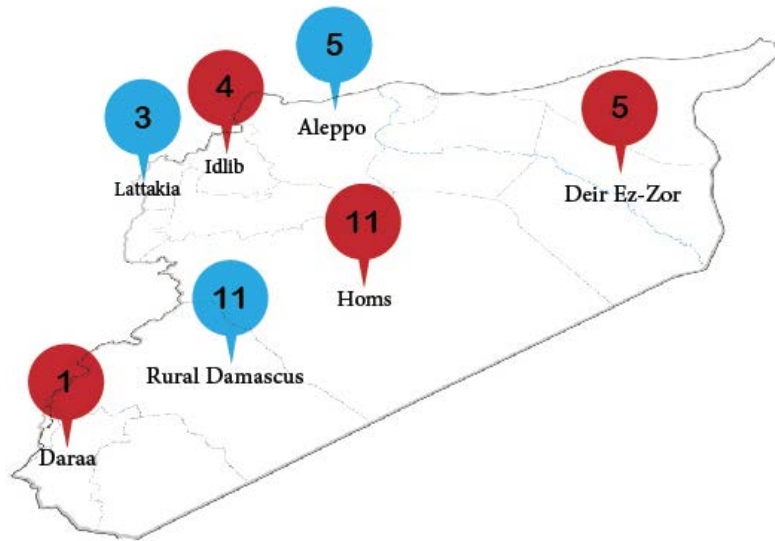 5
Aleppo
4
Idlib
3
Lattakia
5
Deir Ez-Zor
11
Homs
11
Rural Damascus
1
Daraa